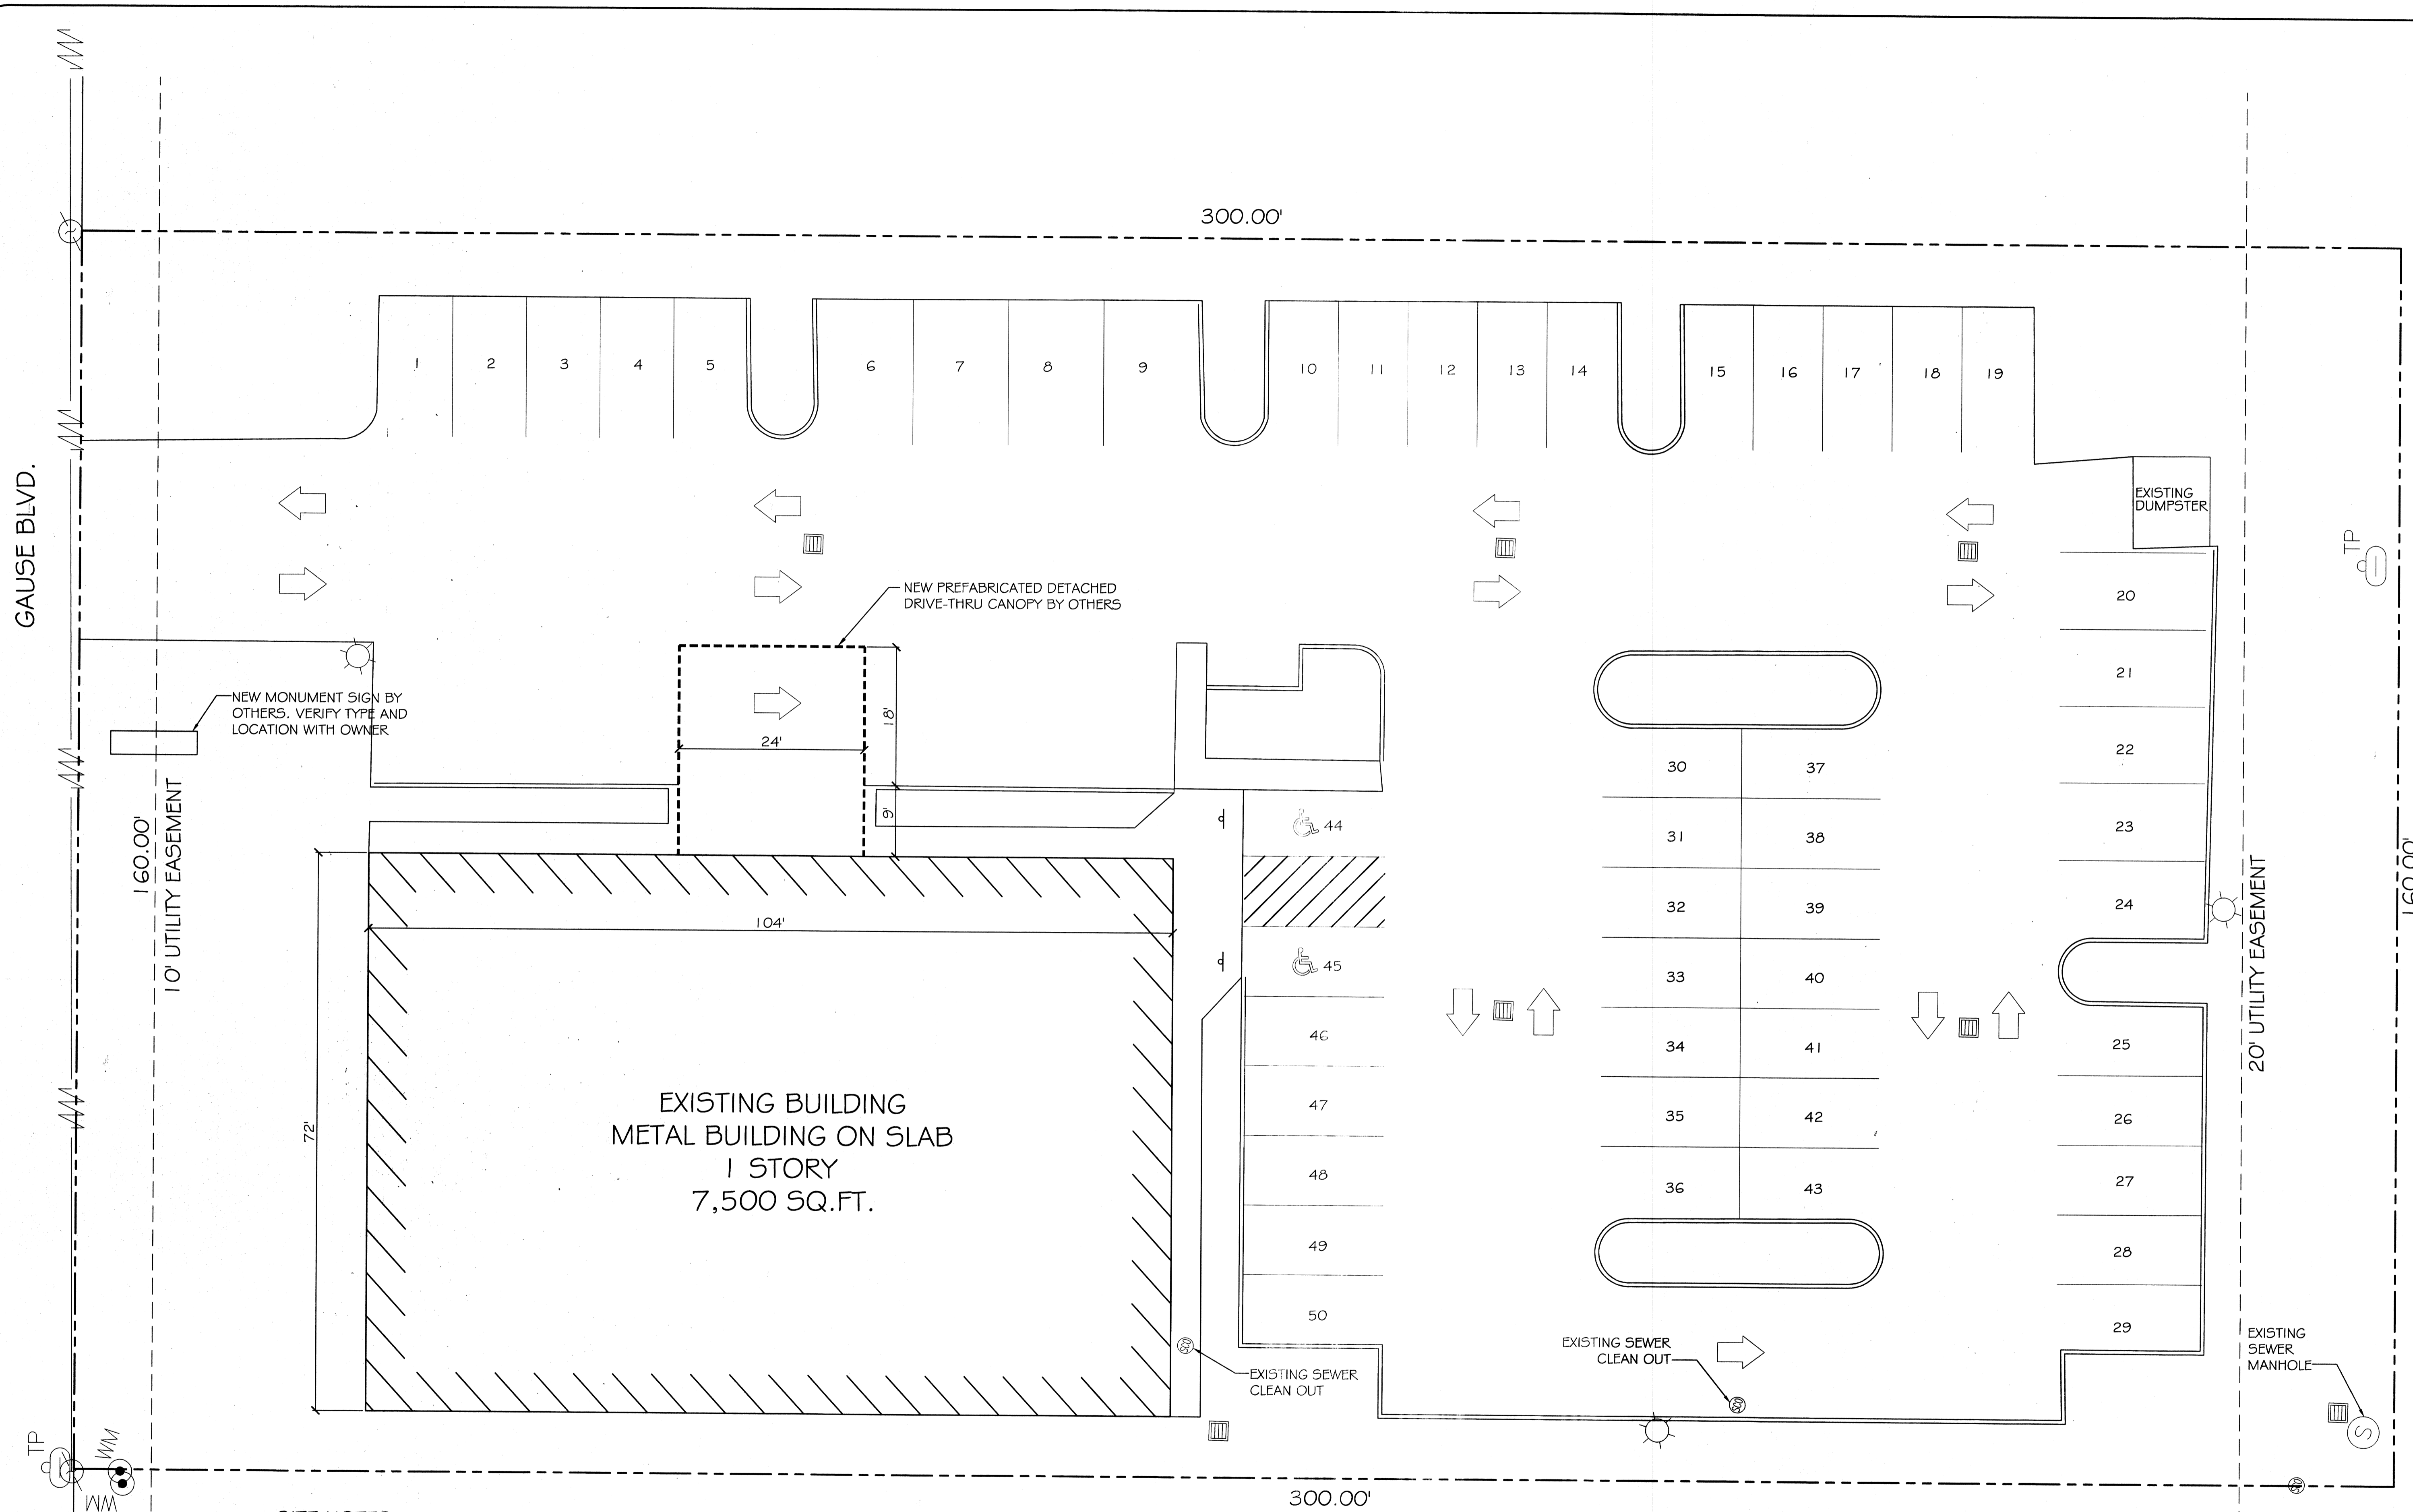 300.00'
GAUSE BLVD.
1
2
3
4
5
6
7
8
9
10
11
12
13
14
15
16
17
18
19
EXISTING
DUMPSTER
TP
NEW PREFABRICATED DETACHED
DRIVE-THRU CANOPY BY OTHERS
NEW MONUMENT SIGN BY
OTHERS. VERIFY TYPE AND
LOCATION WITH OWNER
18'
24'
9'
160.00'
10' UTILITY EASEMENT
104'
72'
EXISTING BUILDING
METAL BUILDING ON SLAB
1 STORY
7,500 SQ.FT.
44
45
46
47
48
49
50
30
31
32
33
34
35
36
37
38
39
40
41
42
43
20
21
22
23
24
25
26
27
28
29
20' UTILITY EASEMENT
160.00'
EXISTING SEWER
CLEAN OUT
EXISTING SEWER
CLEAN OUT
EXISTING
SEWER
MANHOLE
S
TP
WM
WM
300.00'